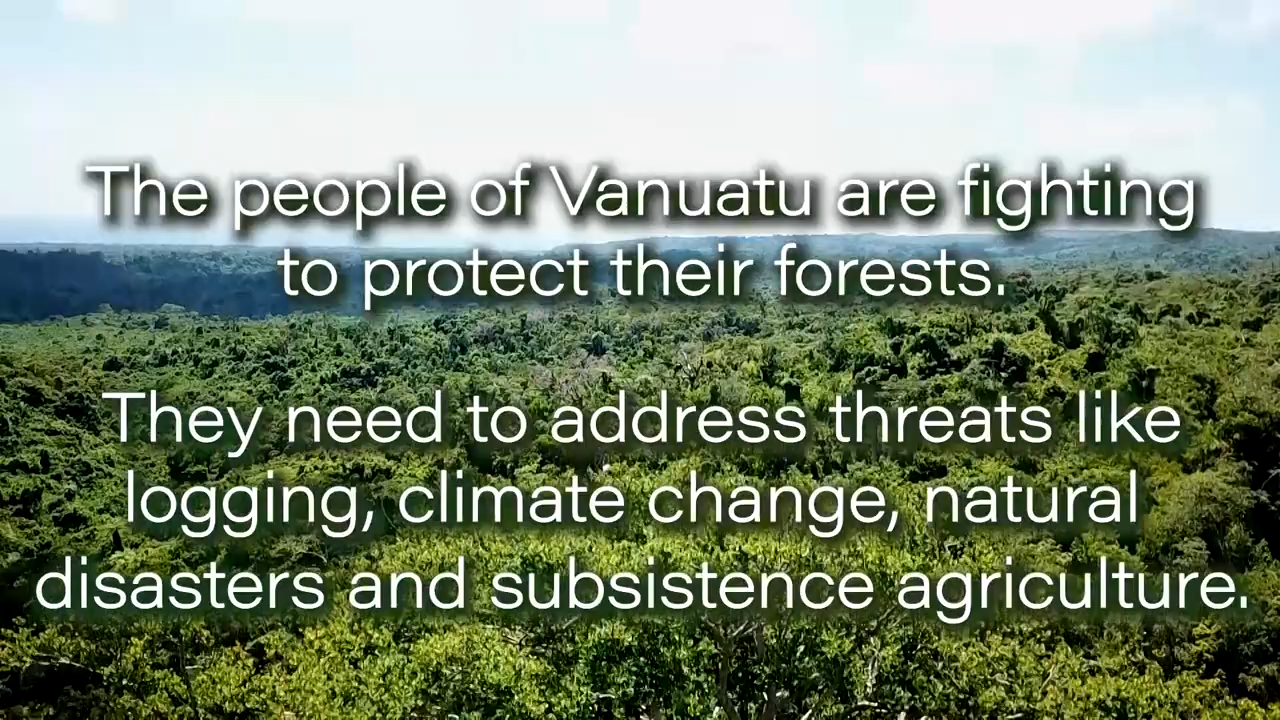 The people of Vanuatu are fighting
to protect their forests.
They need to address threats like
logging, climate change, natural
disasters and subsistence agriculture.